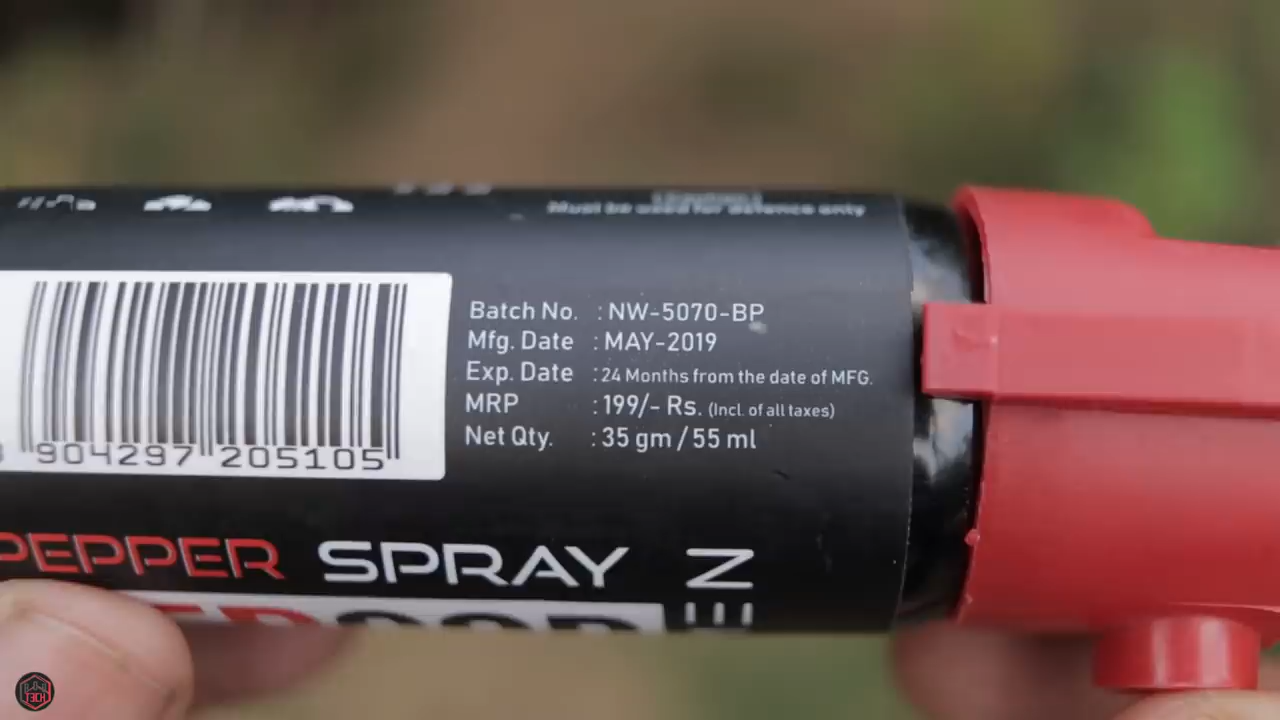 Must be used for defence only
Batch No. : NW-5070-BP
Mfg. Date : MAY-2019
Exp. Date : 24 Months from the date of MFG.
MRP : 199/- Rs. (Incl. of all taxes)
Net Qty. : 35 gm / 55 ml
904297 205105
PEPPER SPRAY